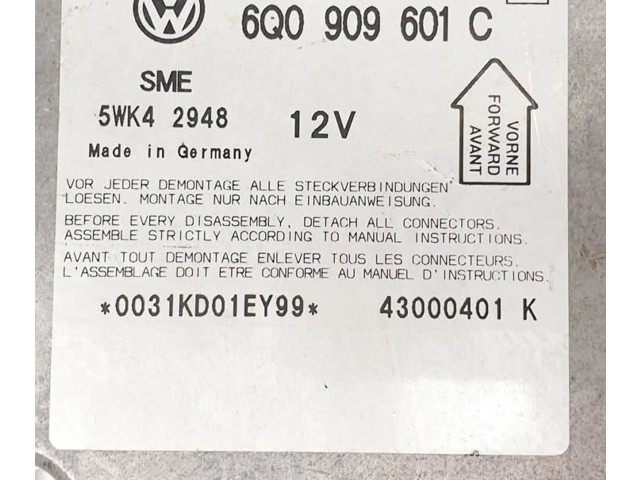 6Q0 909 601 C
SME
5WK4 2948
12V
Made in Germany
VORNE
FORWARD
AVANT
VOR JEDER DEMONTAGE ALLE STECKVERBINDUNGEN
LOESEN. MONTAGE NUR NACH EINBAUANWEISUNG.
BEFORE EVERY DISASSEMBLY, DETACH ALL CONNECTORS.
ASSEMBLE STRICTLY ACCORDING TO MANUAL INSTRUCTIONS.
AVANT TOUT DEMONTAGE ENLEVER TOUS LES CONNECTEURS.
L'ASSEMBLAGE DOIT ETRE CONFORME AU MANUEL D'INSTRUCTIONS.
*0031KD01EY99*
43000401 K